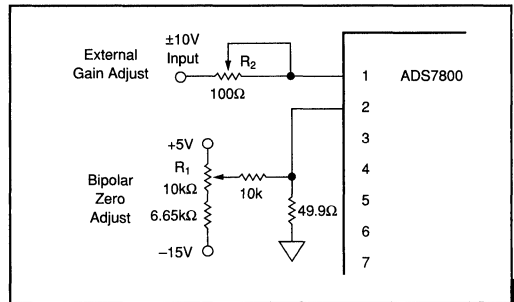 External
Gain Adjust
±10V
Input
R2
100Ω
1
ADS7800
2
3
4
5
6
7
+5V
R1
10kΩ
Bipolar
Zero
Adjust
6.65kΩ
–15V
10k
49.9Ω